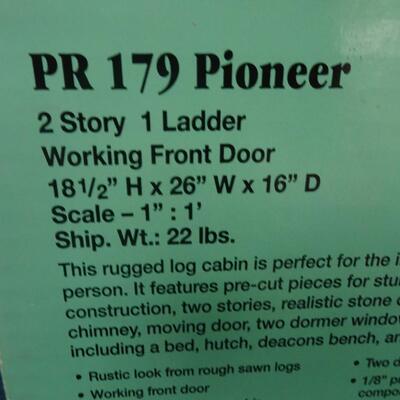 PR 179 Pioneer
2 Story 1 Ladder
Working Front Door
18 1/2” H x 26” W x 16” D
Scale – 1” : 1’
Ship. Wt.: 22 lbs.
This rugged log cabin is perfect for the
person. It features pre-cut pieces for
construction, two stories, realistic stone
chimney, moving door, two dormer
including a bed, hutch, deacons bench,
• Rustic look from rough sawn logs
• Two
• Working front door
• 1/8"